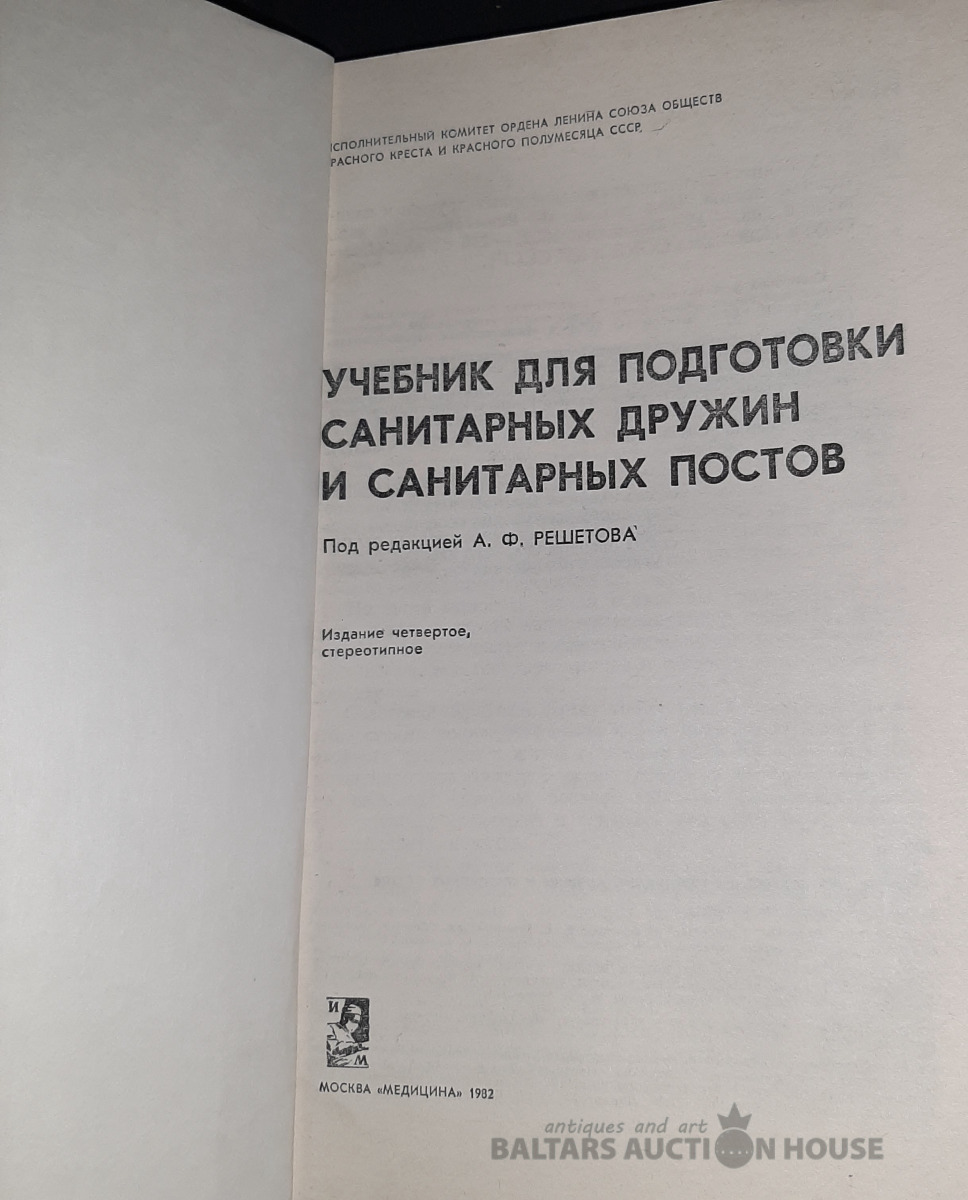 ИСПОЛНИТЕЛЬНЫЙ КОМИТЕТ ОРДЕНА ЛЕНИНА СОЮЗА ОБЩЕСТВ
КРАСНОГО КРЕСТА И КРАСНОГО ПОЛУМЕСЯЦА СССР
УЧЕБНИК ДЛЯ ПОДГОТОВКИ
САНИТАРНЫХ ДРУЖИН
И САНИТАРНЫХ ПОСТОВ
Под редакцией А. Ф. РЕШЕТОВА
Издание четвертое,
стереотипное
И
М
МОСКВА «МЕДИЦИНА» 1982
antiques and art
BALTARS AUCTION HOUSE